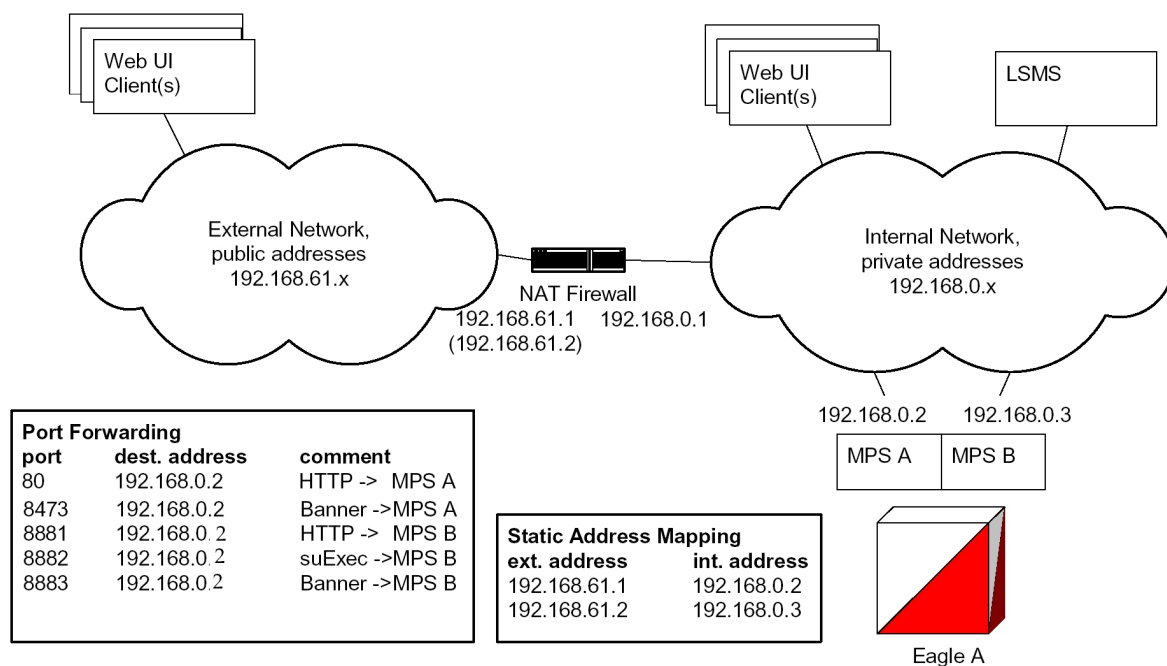 Web UI
Client(s)
Web UI
Client(s)
LSMS
External Network,
public addresses
192.168.61.x
Internal Network,
private addresses
192.168.0.x
NAT Firewall
192.168.61.1 192.168.0.1
(192.168.61.2)
192.168.0.2 192.168.0.3
MPS A MPS B
Port Forwarding
port dest. address comment
80 192.168.0.2 HTTP -> MPS A
8473 192.168.0.2 Banner ->MPS A
8881 192.168.0.2 HTTP -> MPS B
8882 192.168.0.2 suExec ->MPS B
8883 192.168.0.2 Banner ->MPS B
Static Address Mapping
ext. address int. address
192.168.61.1 192.168.0.2
192.168.61.2 192.168.0.3
Eagle A